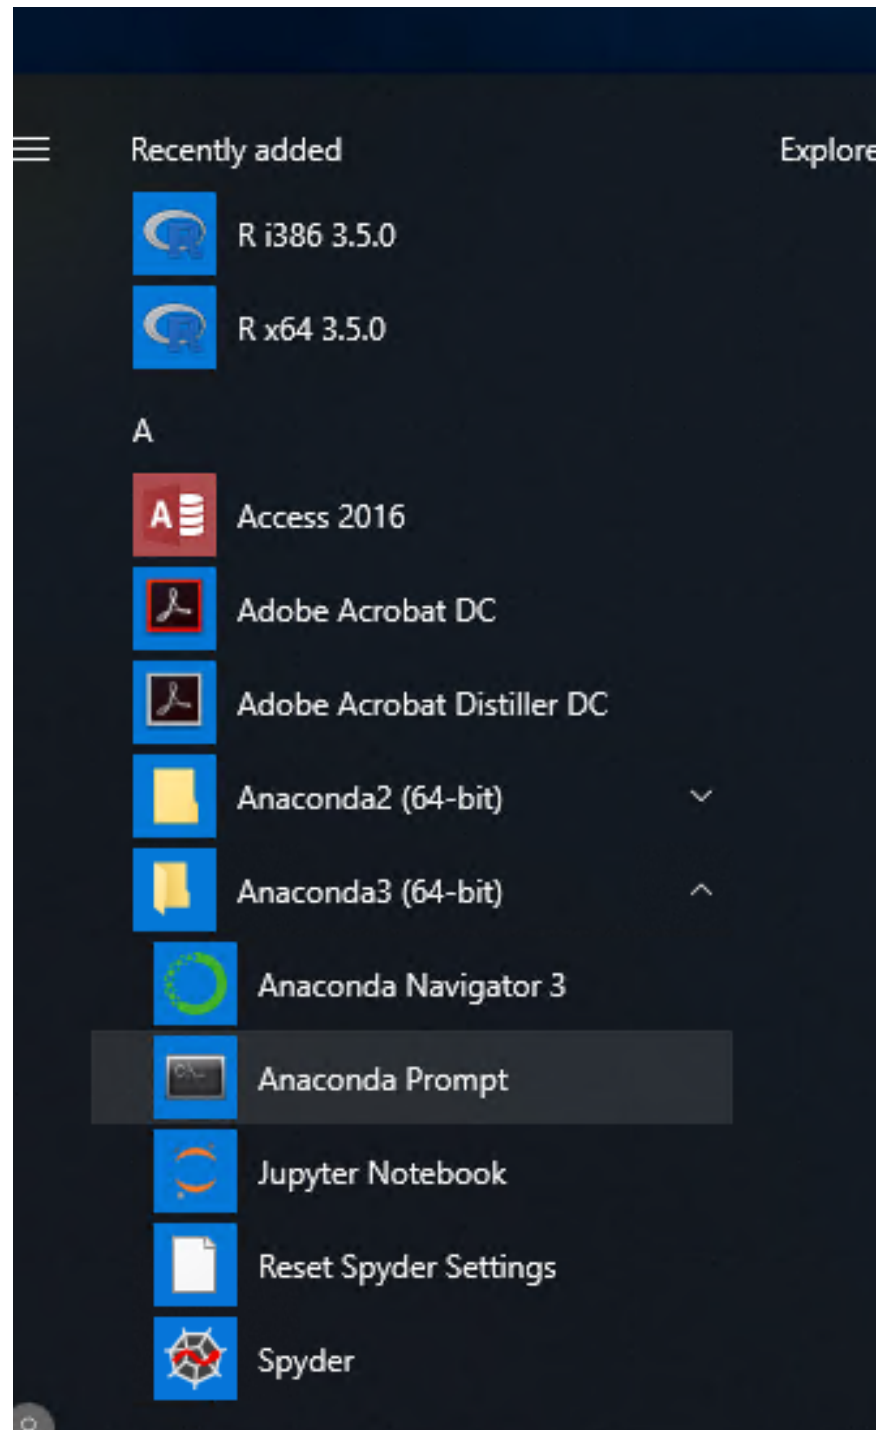 Recently added
Explore
R i386 3.5.0
R x64 3.5.0
A
Access 2016
Adobe Acrobat DC
Adobe Acrobat Distiller DC
Anaconda2 (64-bit)
Anaconda3 (64-bit)
Anaconda Navigator 3
Anaconda Prompt
Jupyter Notebook
Reset Spyder Settings
Spyder